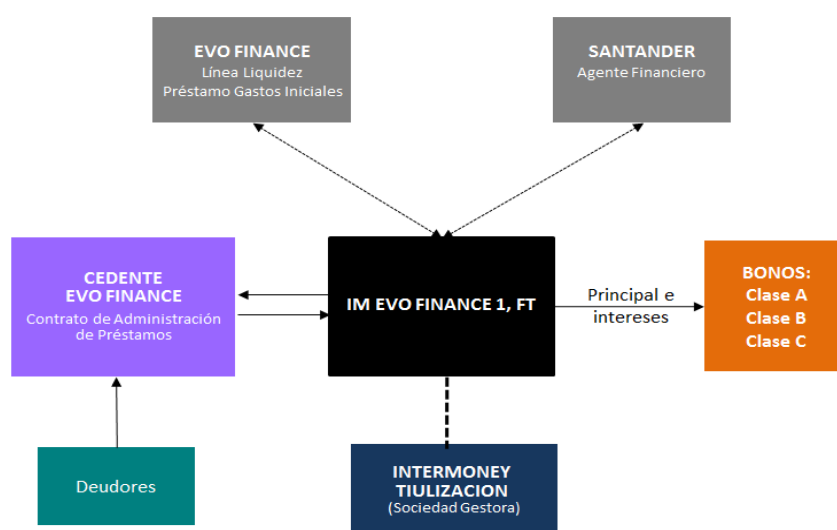 EVO FINANCE
Línea Liquidez
Préstamo Gastos Iniciales
SANTANDER
Agente Financiero
CEDENTE
EVO FINANCE
Contrato de Administración
de Préstamos
IM EVO FINANCE 1, FT
Principal e
intereses
BONOS:
Clase A
Clase B
Clase C
Deudores
INTERMONEY
TIULIZACION
(Sociedad Gestora)